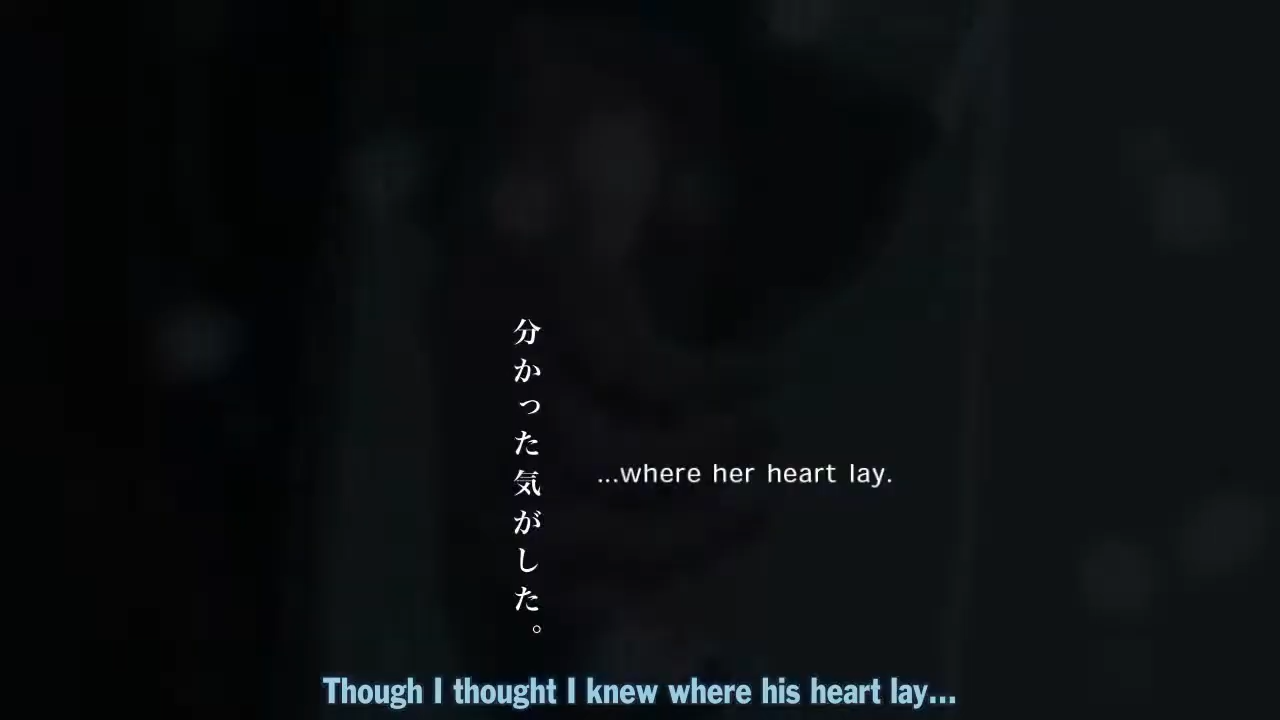 分かった気がした。
...where her heart lay.
Though I thought I knew where his heart lay...